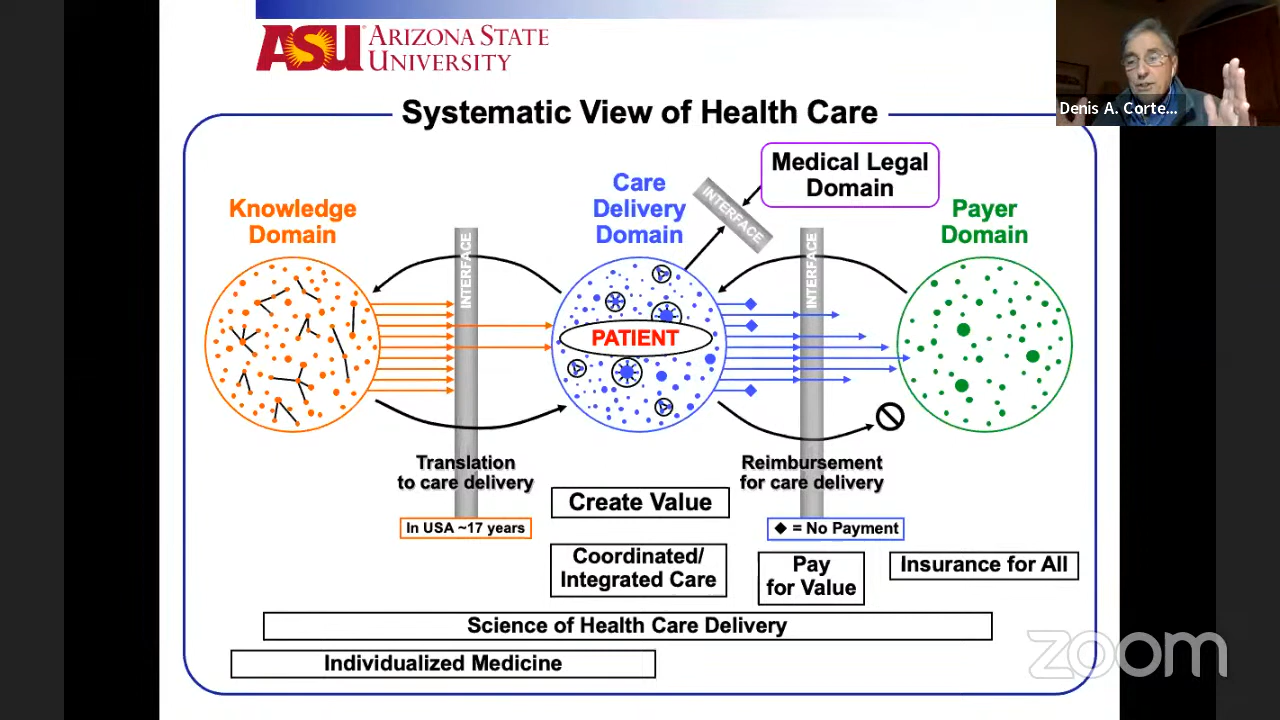 ASU ARIZONA STATE
UNIVERSITY
Denis A. Corte...
Systematic View of Health Care
Medical Legal
Domain
INTERFACE
Knowledge
Domain
Care
Delivery
Domain
Payer
Domain
INTERFACE
INTERFACE
PATIENT
Translation
to care delivery
Reimbursement
for care delivery
Create Value
In USA ~17 years
◆ = No Payment
Coordinated/
Integrated Care
Pay
for Value
Insurance for All
Science of Health Care Delivery
Individualized Medicine
zoom